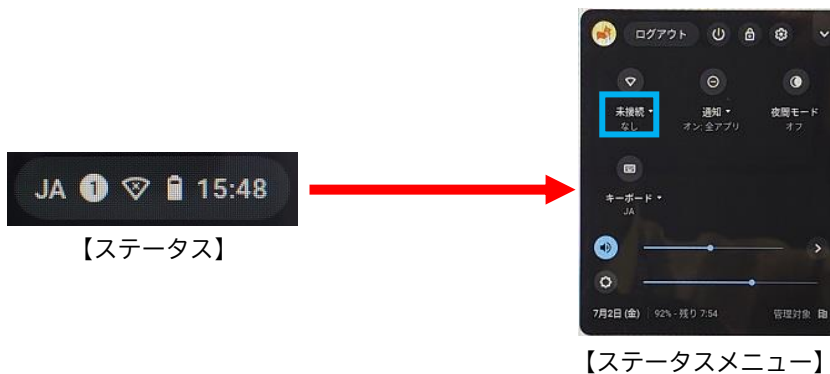 ログアウト
未接続
なし
通知
オン: 全アプリ
夜間モード
オフ
JA 1 15:48
【ステータス】
キーボード
JA
7月2日 (金) 92% - 残り 7:54 管理対象
【ステータスメニュー】